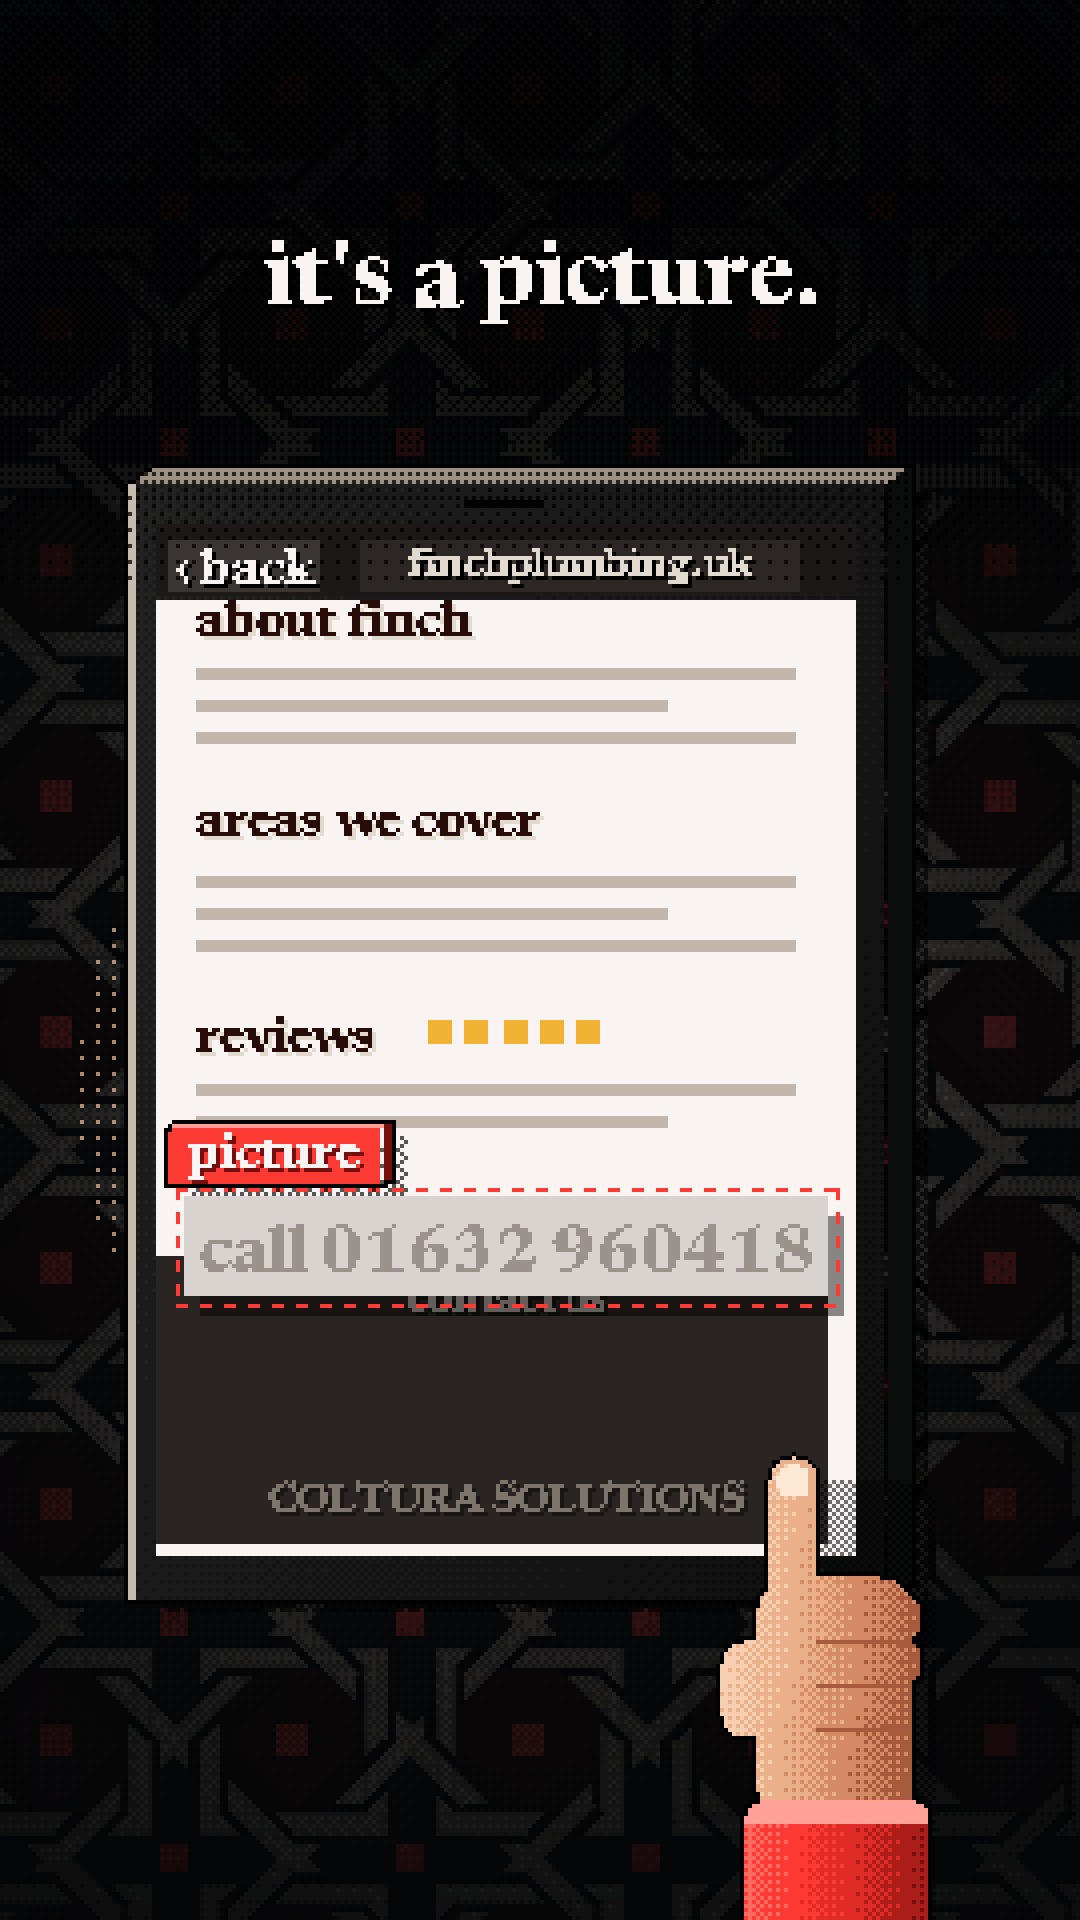 it's a picture.
‹ back
finchplumbing.uk
about finch
areas we cover
reviews
picture
call 01632 960418
COLTURA SOLUTIONS